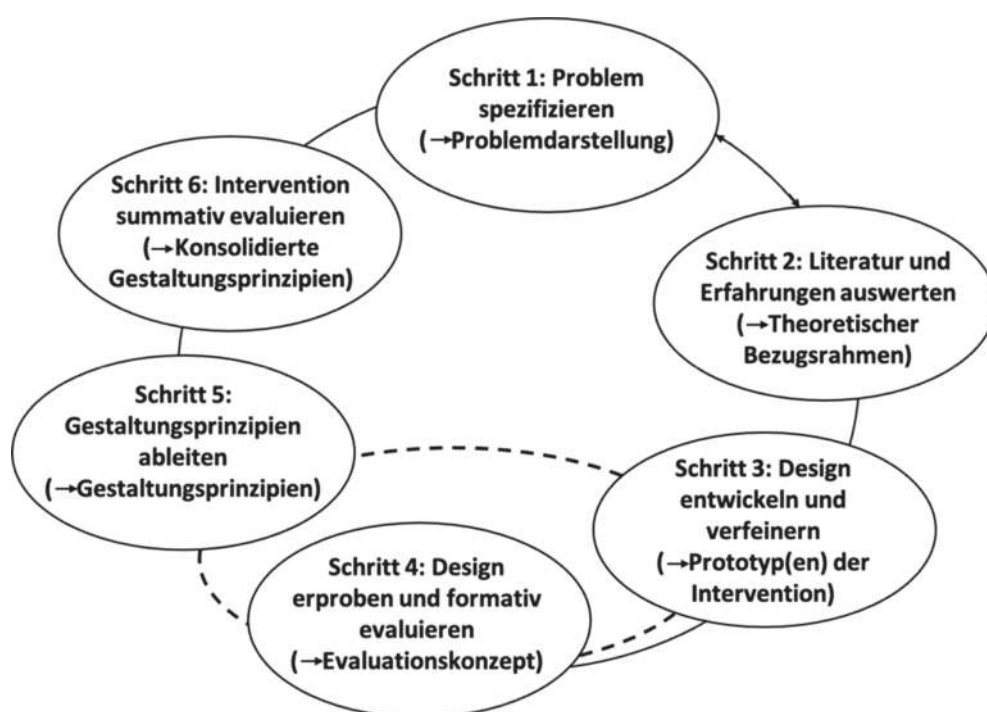 Schritt 1: Problem
spezifizieren
(→Problemdarstellung)
Schritt 2: Literatur und
Erfahrungen auswerten
(→Theoretischer
Bezugsrahmen)
Schritt 3: Design
entwickeln und
verfeinern
(→Prototyp(en) der
Intervention)
Schritt 4: Design
erproben und formativ
evaluieren
(→Evaluationskonzept)
Schritt 5:
Gestaltungsprinzipien
ableiten
(→Gestaltungsprinzipien)
Schritt 6: Intervention
summativ evaluieren
(→Konsolidierte
Gestaltungsprinzipien)